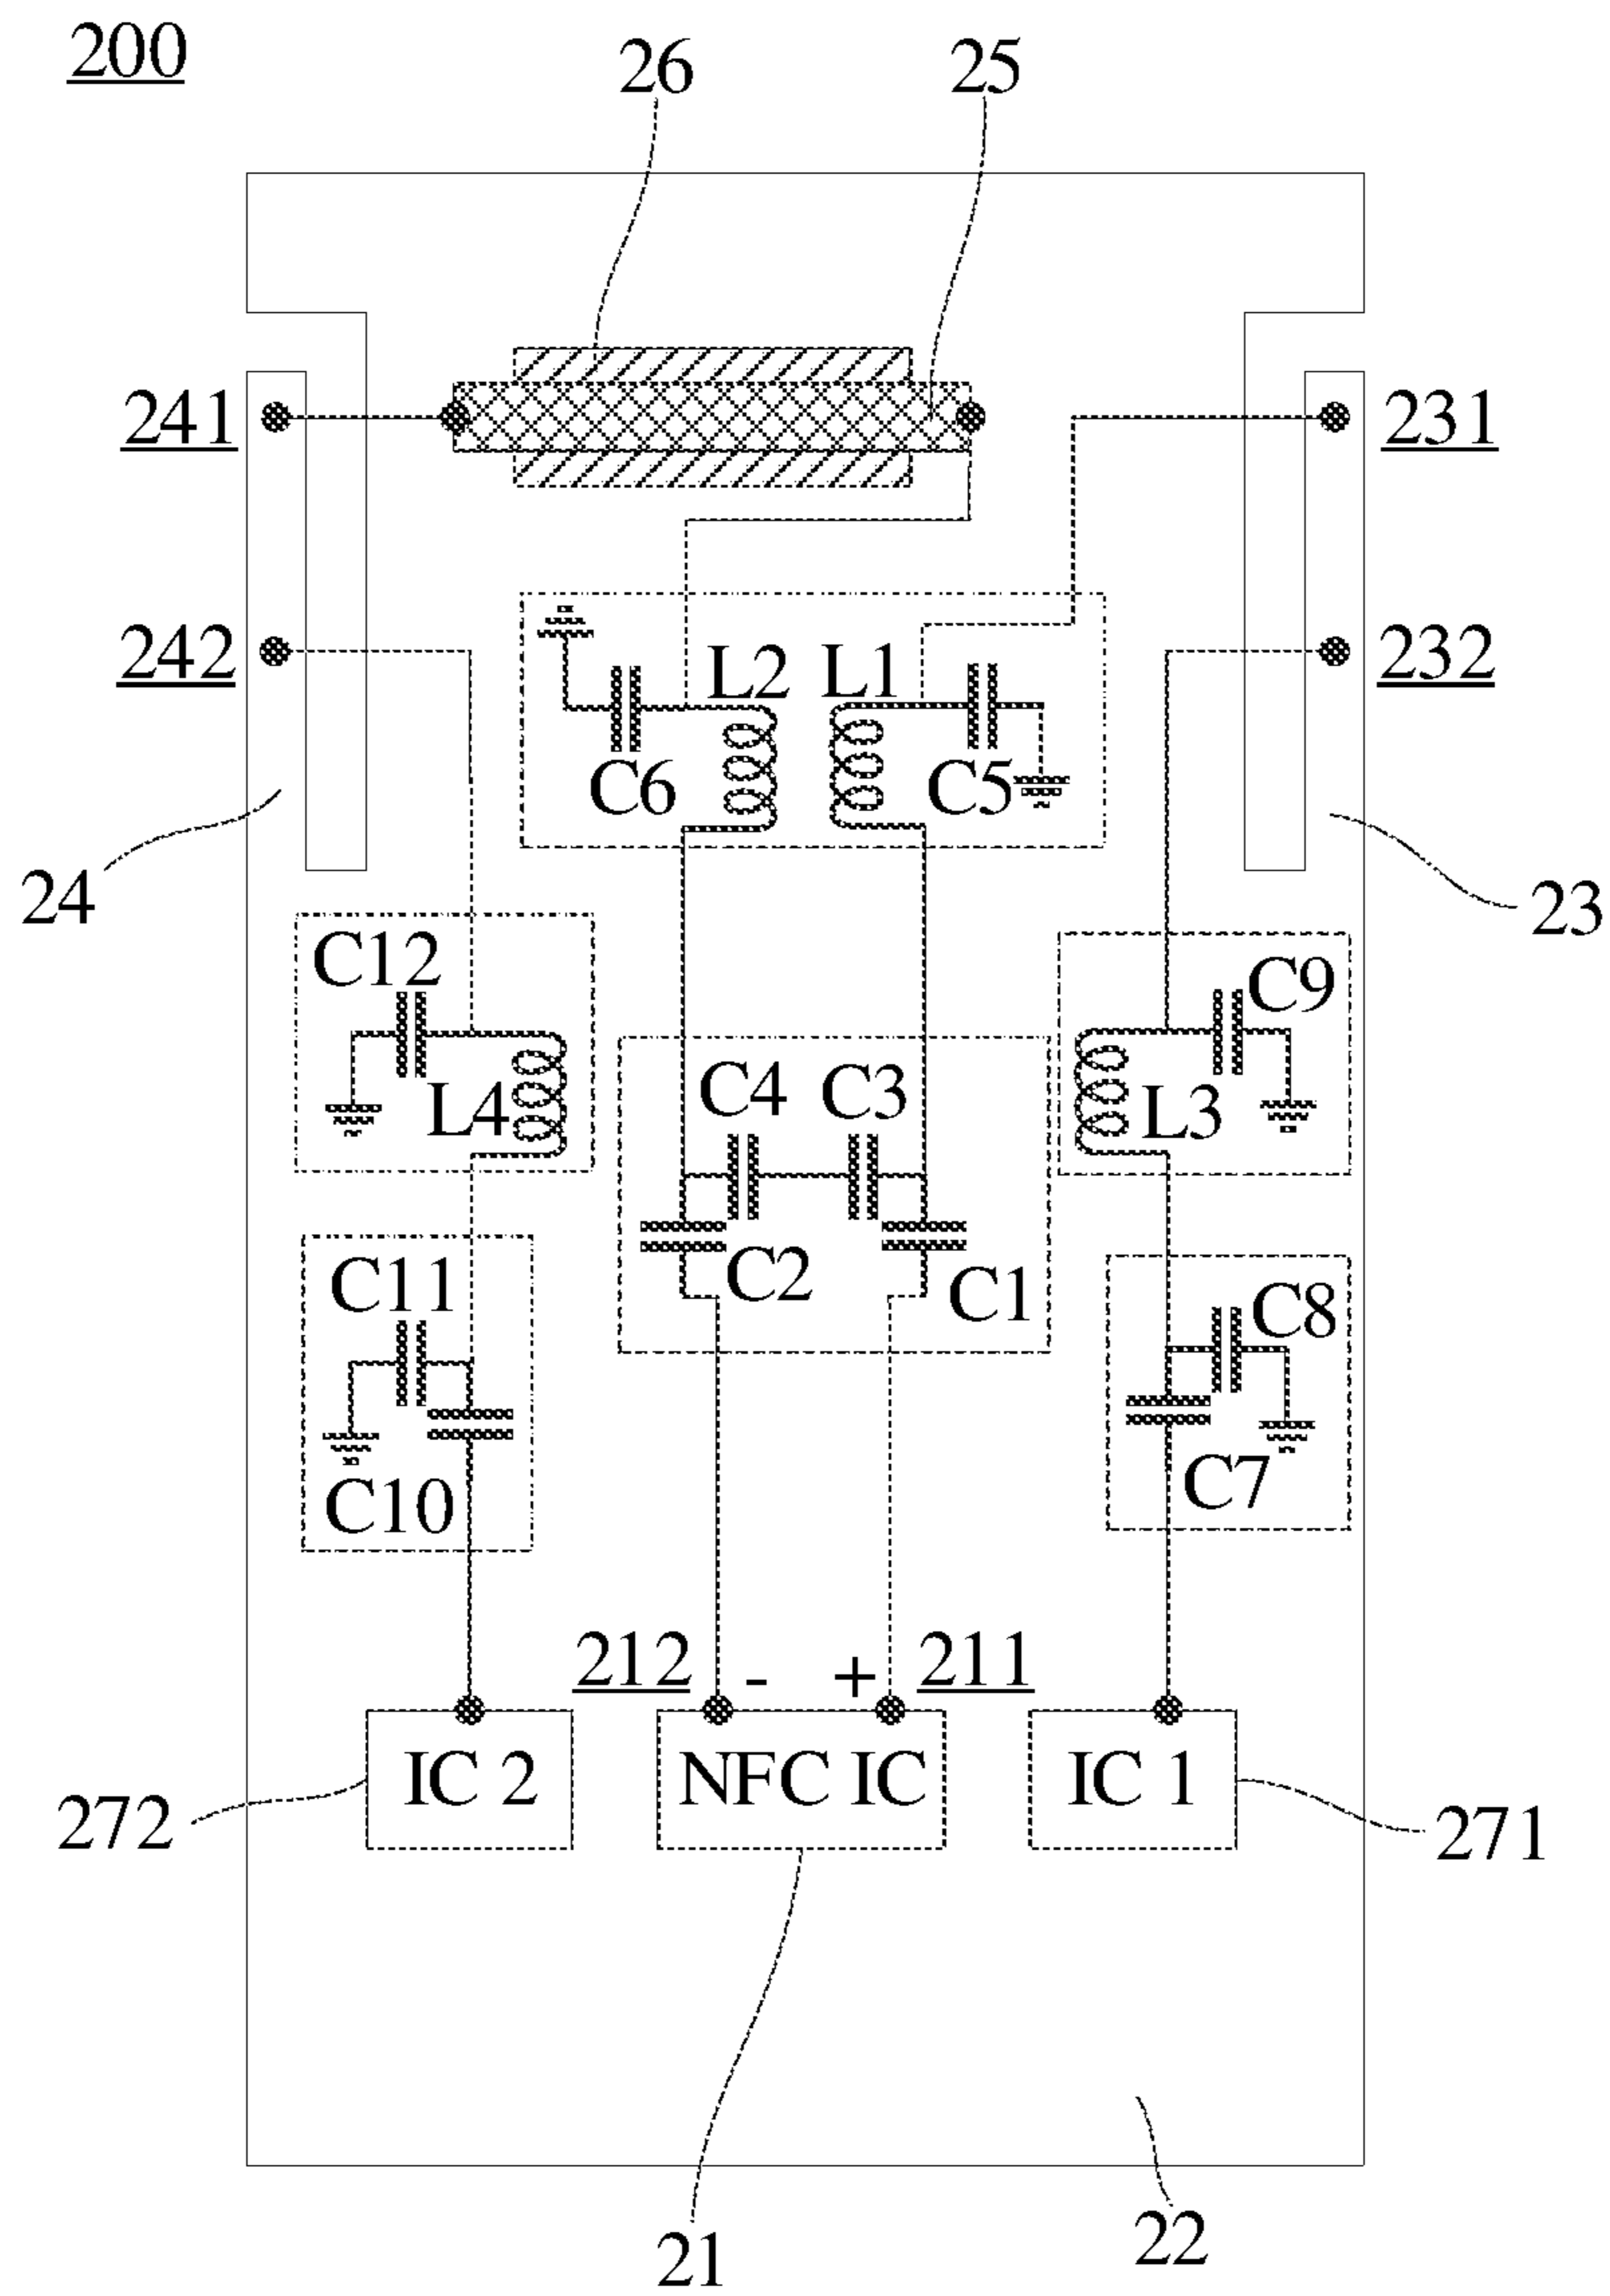 200
26 25
241 231
242 232
L2 L1
C6 C5
24 23
C12 C9
L4 L3
C4 C3
C2 C1
C11 C8
C10 C7
212 - + 211
IC 2 NFC IC IC 1
272 271
21 22